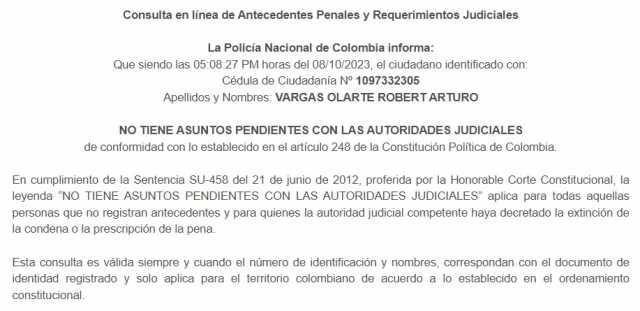 Consulta en línea de Antecedentes Penales y Requerimientos Judiciales
La Policía Nacional de Colombia informa:
Que siendo las 05:08:27 PM horas del 08/10/2023, el ciudadano identificado con:
Cédula de Ciudadanía Nº 1097332305
Apellidos y Nombres: VARGAS OLARTE ROBERT ARTURO
NO TIENE ASUNTOS PENDIENTES CON LAS AUTORIDADES JUDICIALES
de conformidad con lo establecido en el artículo 248 de la Constitución Política de Colombia.
En cumplimiento de la Sentencia SU-458 del 21 de junio de 2012, proferida por la Honorable Corte Constitucional, la
leyenda “NO TIENE ASUNTOS PENDIENTES CON LAS AUTORIDADES JUDICIALES” aplica para todas aquellas
personas que no registran antecedentes y para quienes la autoridad judicial competente haya decretado la extinción de
la condena o la prescripción de la pena.
Esta consulta es válida siempre y cuando el número de identificación y nombres, correspondan con el documento de
identidad registrado y solo aplica para el territorio colombiano de acuerdo a lo establecido en el ordenamiento
constitucional.